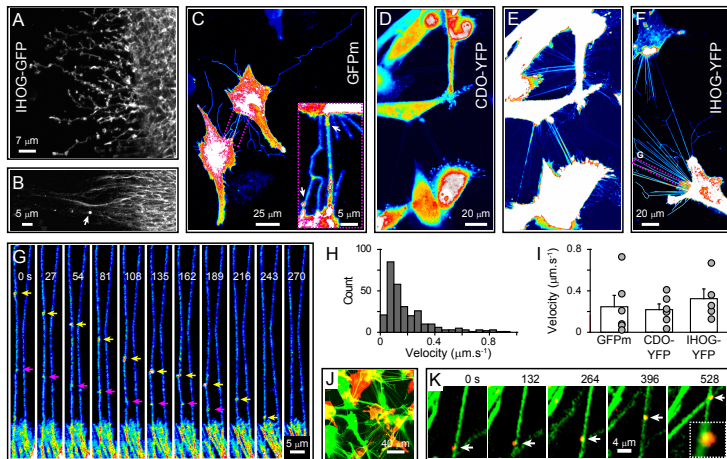 A
IHOG-GFP
7 μm
B
5 μm
C
GFPm
25 μm
5 μm
D
CDO-YFP
20 μm
E
F
IHOG-YFP
G
20 μm
G
0 s 27 54 81 108 135 162 189 216 243 270
5 μm
H
Count
100
50
0
0 0.4 0.8
Velocity (μm.s⁻¹)
I
Velocity (μm.s⁻¹)
0.8
0.4
0
GFPm CDO-YFP IHOG-YFP
J
40 μm
K
0 s 132 264 396 528
4 μm